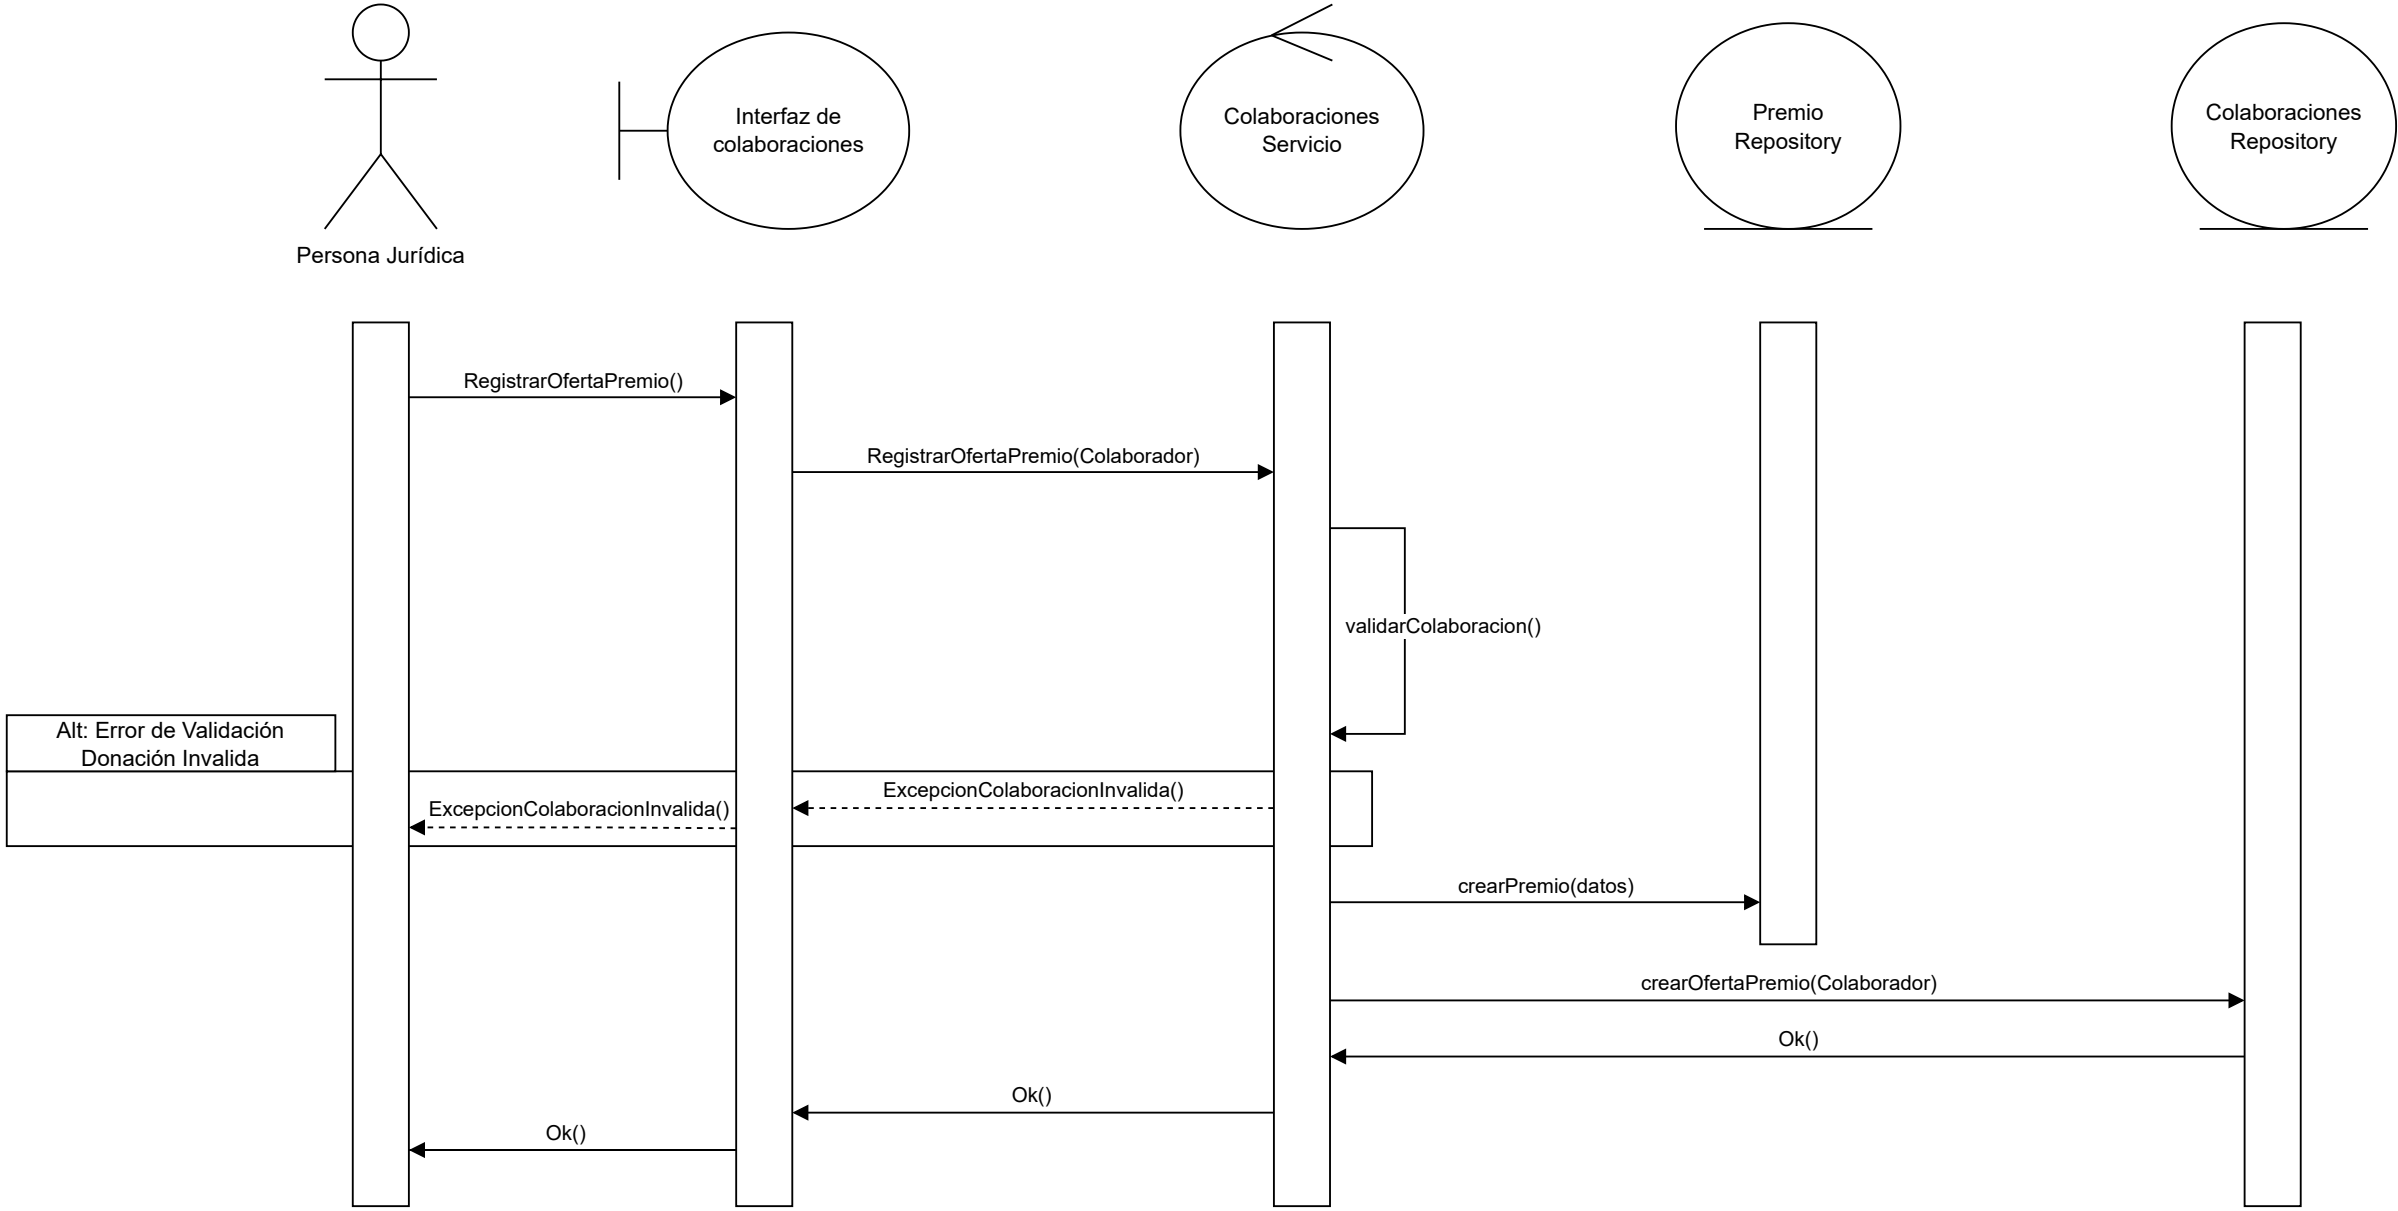 Interfaz de
colaboraciones
Colaboraciones
Servicio
Premio
Repository
Colaboraciones
Repository
Persona Jurídica
RegistrarOfertaPremio()
RegistrarOfertaPremio(Colaborador)
validarColaboracion()
Alt: Error de Validación
Donación Invalida
ExcepcionColaboracionInvalida()
ExcepcionColaboracionInvalida()
crearPremio(datos)
crearOfertaPremio(Colaborador)
Ok()
Ok()
Ok()